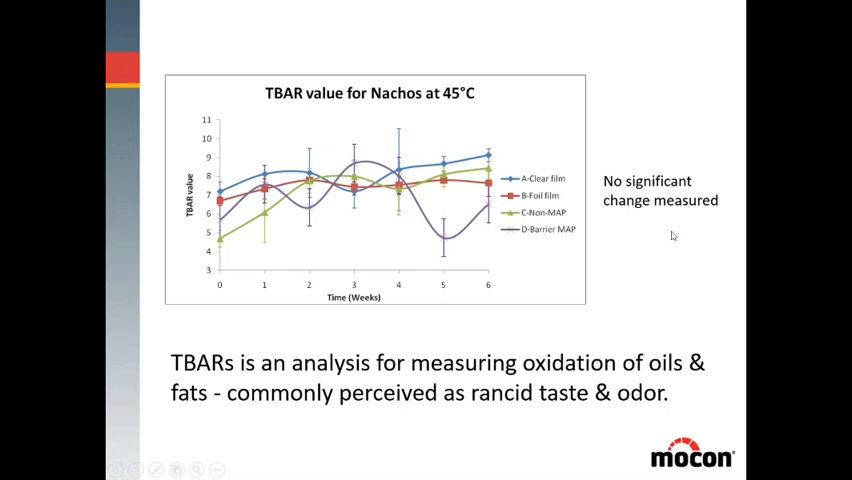 TBAR value for Nachos at 45°C
11
10
9
8
7
6
5
4
3
TBAR value
0 1 2 3 4 5 6
Time (Weeks)
A-Clear film
B-Foil film
C-Non-MAP
D-Barrier MAP
No significant
change measured
TBARs is an analysis for measuring oxidation of oils &
fats - commonly perceived as rancid taste & odor.
mocon